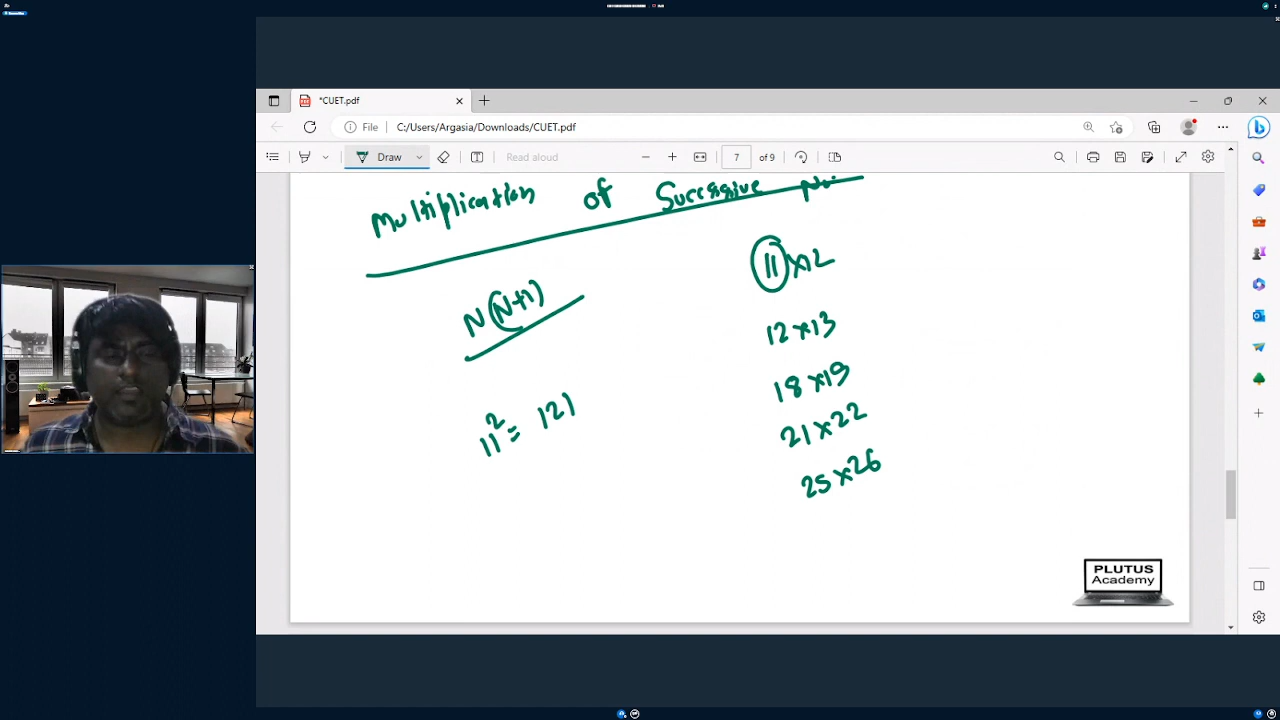 *CUET.pdf
File C:/Users/Argasia/Downloads/CUET.pdf
Draw Read aloud 7 of 9
Multiplication of Successive
N(N+1)
11² = 121
11×12
12×13
18×19
21×22
25×26
PLUTUS
Academy